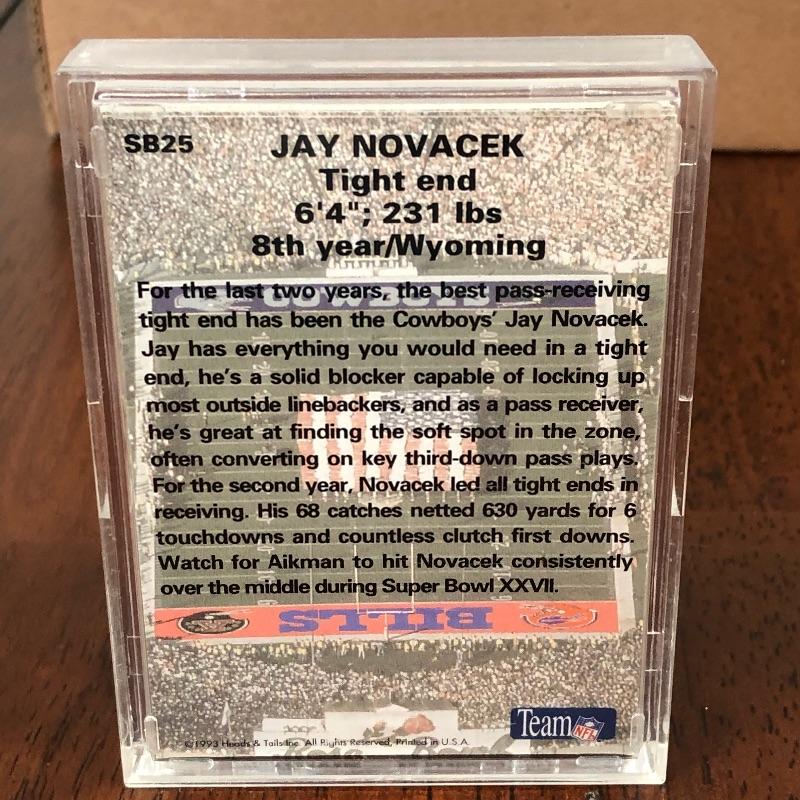 SB25
JAY NOVACEK
Tight end
6'4"; 231 lbs
8th year/Wyoming
COWBOYS
For the last two years, the best pass-receiving
tight end has been the Cowboys' Jay Novacek.
Jay has everything you would need in a tight
end, he's a solid blocker capable of locking up
most outside linebackers, and as a pass receiver,
he's great at finding the soft spot in the zone,
often converting on key third-down pass plays.
For the second year, Novacek led all tight ends in
receiving. His 68 catches netted 630 yards for 6
touchdowns and countless clutch first downs.
Watch for Aikman to hit Novacek consistently
over the middle during Super Bowl XXVII.
BILLS
Team NFL
©1993 Heads & Tails Inc. All Rights Reserved, Printed in U.S.A.